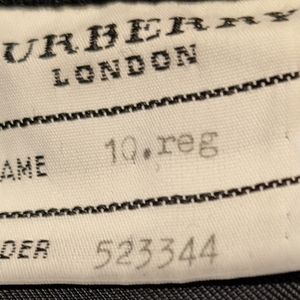 URBERRY
LONDON
AME 10.reg
DER 523344